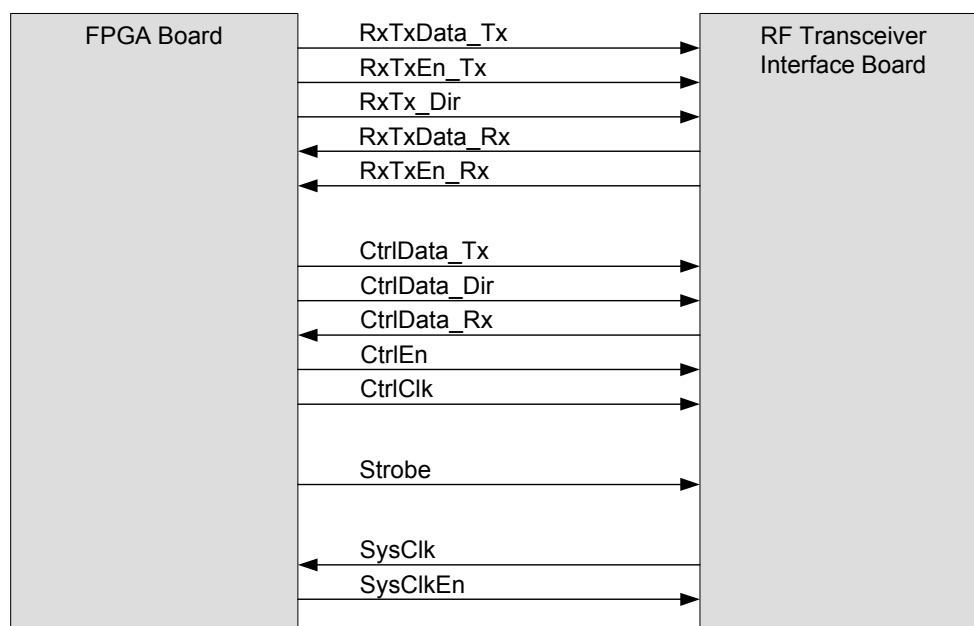 FPGA Board
RF Transceiver
Interface Board
RxTxData_Tx
RxTxEn_Tx
RxTx_Dir
RxTxData_Rx
RxTxEn_Rx
CtrlData_Tx
CtrlData_Dir
CtrlData_Rx
CtrlEn
CtrlClk
Strobe
SysClk
SysClkEn